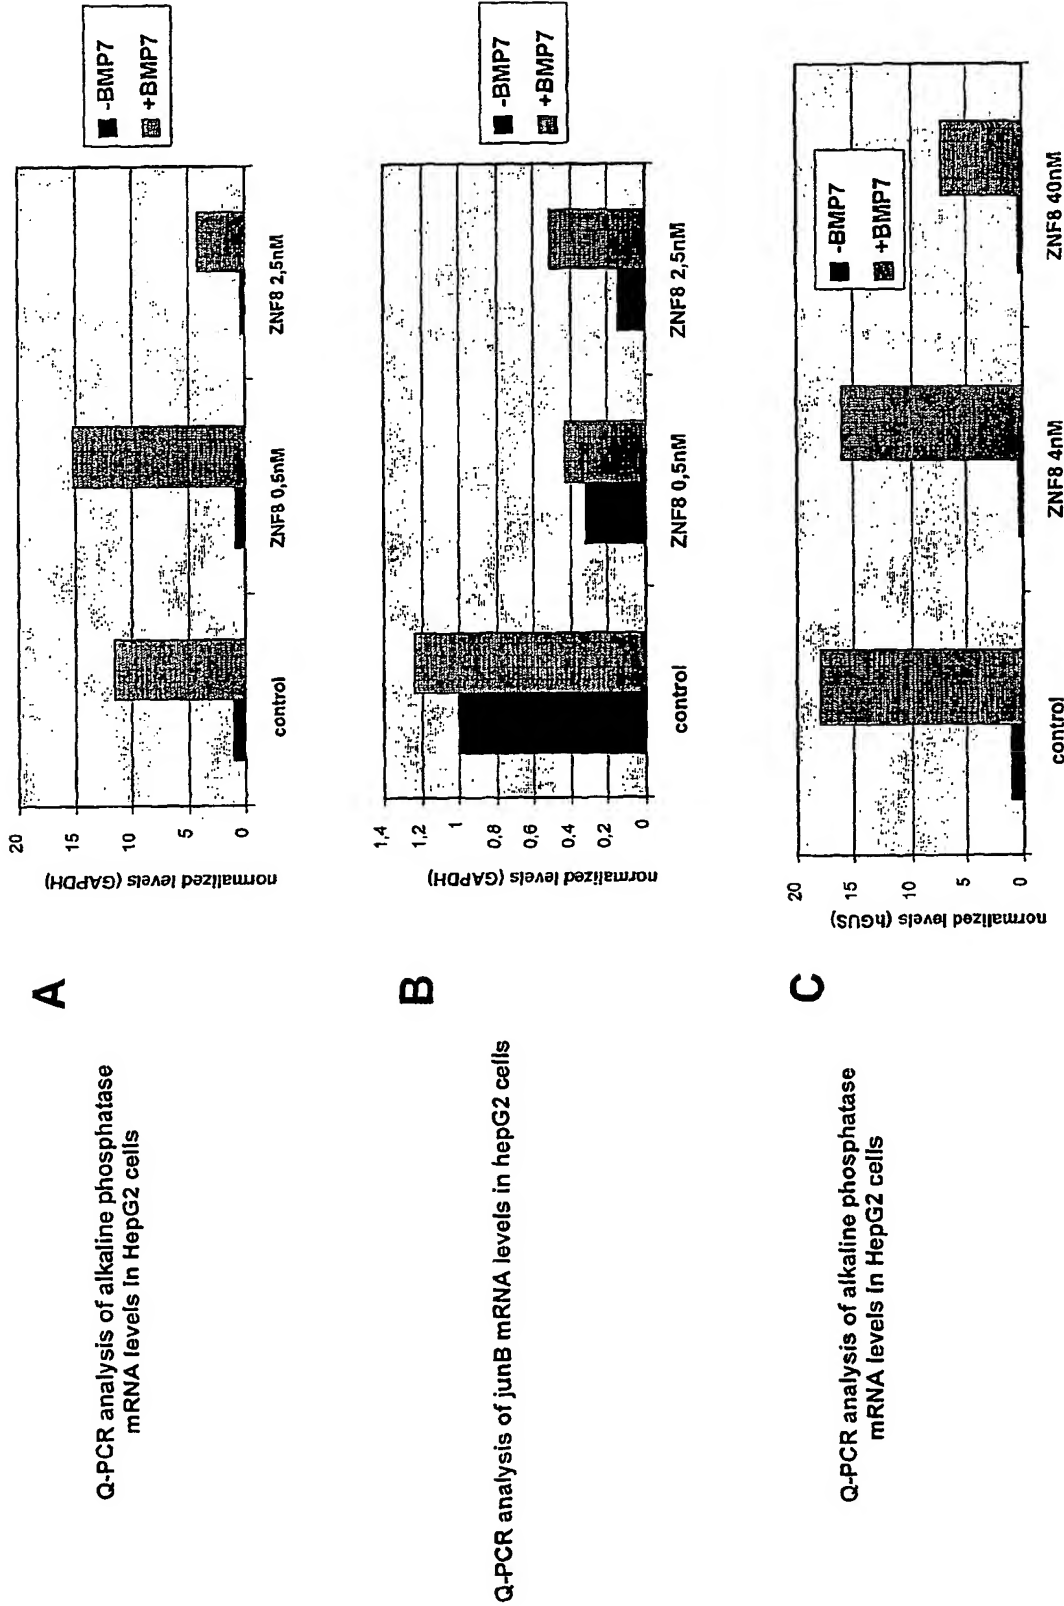 Q-PCR analysis of alkaline phosphatase
mRNA levels in HepG2 cells
A
normalized levels (GAPDH)
20
15
10
5
0
control
ZNF8 0,5nM
ZNF8 2,5nM
-BMP7
+BMP7
Q-PCR analysis of junB mRNA levels in hepG2 cells
B
normalized levels (GAPDH)
1,4
1,2
1
0,8
0,6
0,4
0,2
0
control
ZNF8 0,5nM
ZNF8 2,5nM
-BMP7
+BMP7
Q-PCR analysis of alkaline phosphatase
mRNA levels in HepG2 cells
C
normalized levels (hGUS)
20
15
10
5
0
control
ZNF8 4nM
ZNF8 40nM
-BMP7
+BMP7